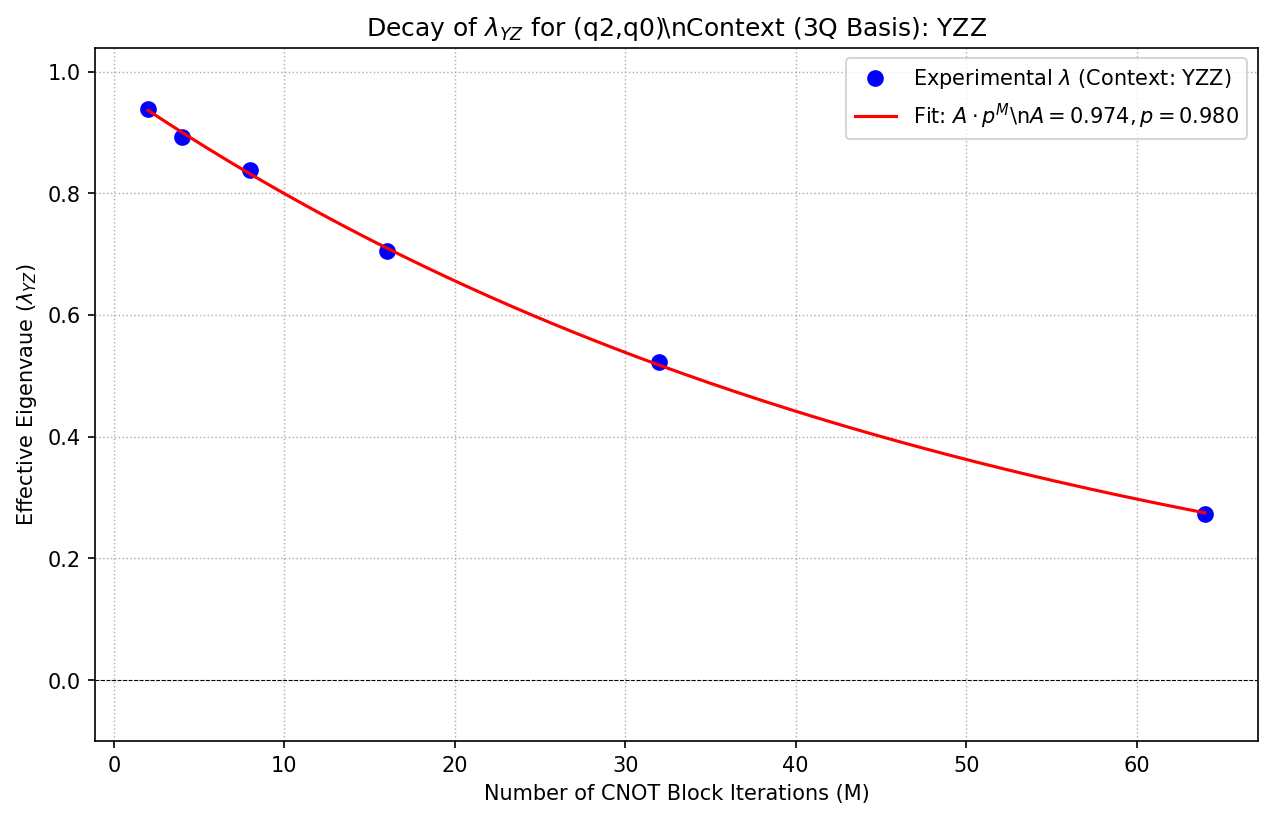 Decay of λ_YZ for (q2,q0)\nContext (3Q Basis): YZZ
Experimental λ (Context: YZZ)
Fit: A · p^M\nA = 0.974, p = 0.980
1.0
0.8
0.6
0.4
0.2
0.0
Effective Eigenvaue (λ_YZ)
0 10 20 30 40 50 60
Number of CNOT Block Iterations (M)